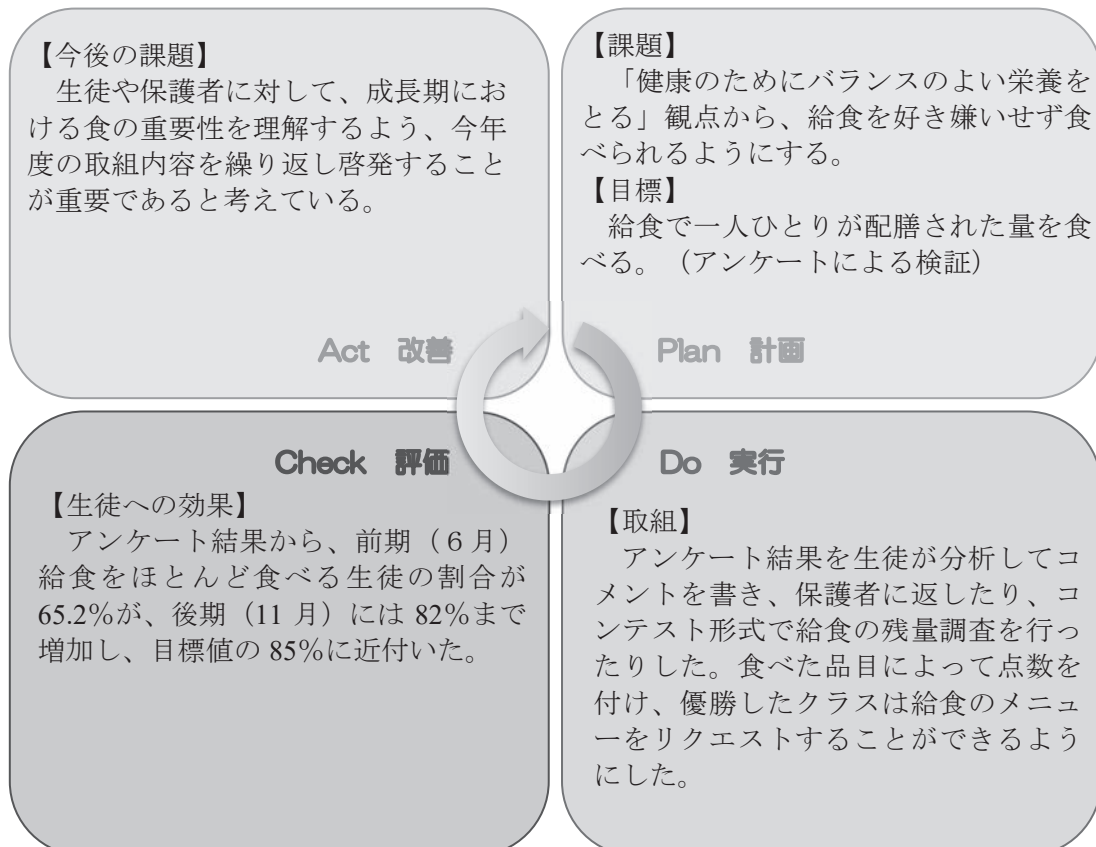 【今後の課題】
　生徒や保護者に対して、成長期にお
ける食の重要性を理解するよう、今年
度の取組内容を繰り返し啓発すること
が重要であると考えている。
Act　改善
【課題】
　「健康のためにバランスのよい栄養を
とる」観点から、給食を好き嫌いせず食
べられるようにする。
【目標】
　給食で一人ひとりが配膳された量を食
べる。（アンケートによる検証）
Plan　計画
Check　評価
【生徒への効果】
　アンケート結果から、前期（６月）
給食をほとんど食べる生徒の割合が
65.2%が、後期（11 月）には 82%まで
増加し、目標値の 85%に近付いた。
Do　実行
【取組】
　アンケート結果を生徒が分析してコ
メントを書き、保護者に返したり、コ
ンテスト形式で給食の残量調査を行っ
たりした。食べた品目によって点数を
付け、優勝したクラスは給食のメニュ
ーをリクエストすることができるよう
にした。